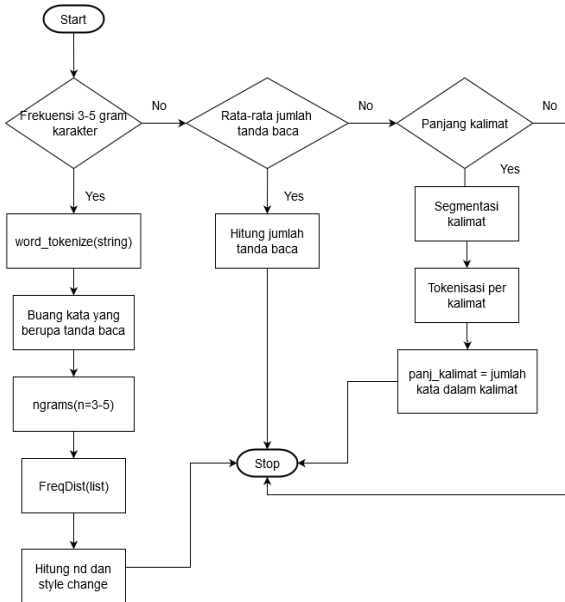 Start
Frekuensi 3-5 gram
karakter
No
Rata-rata jumlah
tanda baca
No
Panjang kalimat
No
Yes
Yes
Yes
word_tokenize(string)
Hitung jumlah
tanda baca
Segmentasi
kalimat
Buang kata yang
berupa tanda baca
Tokenisasi per
kalimat
ngrams(n=3-5)
panj_kalimat = jumlah
kata dalam kalimat
FreqDist(list)
Stop
Hitung nd dan
style change